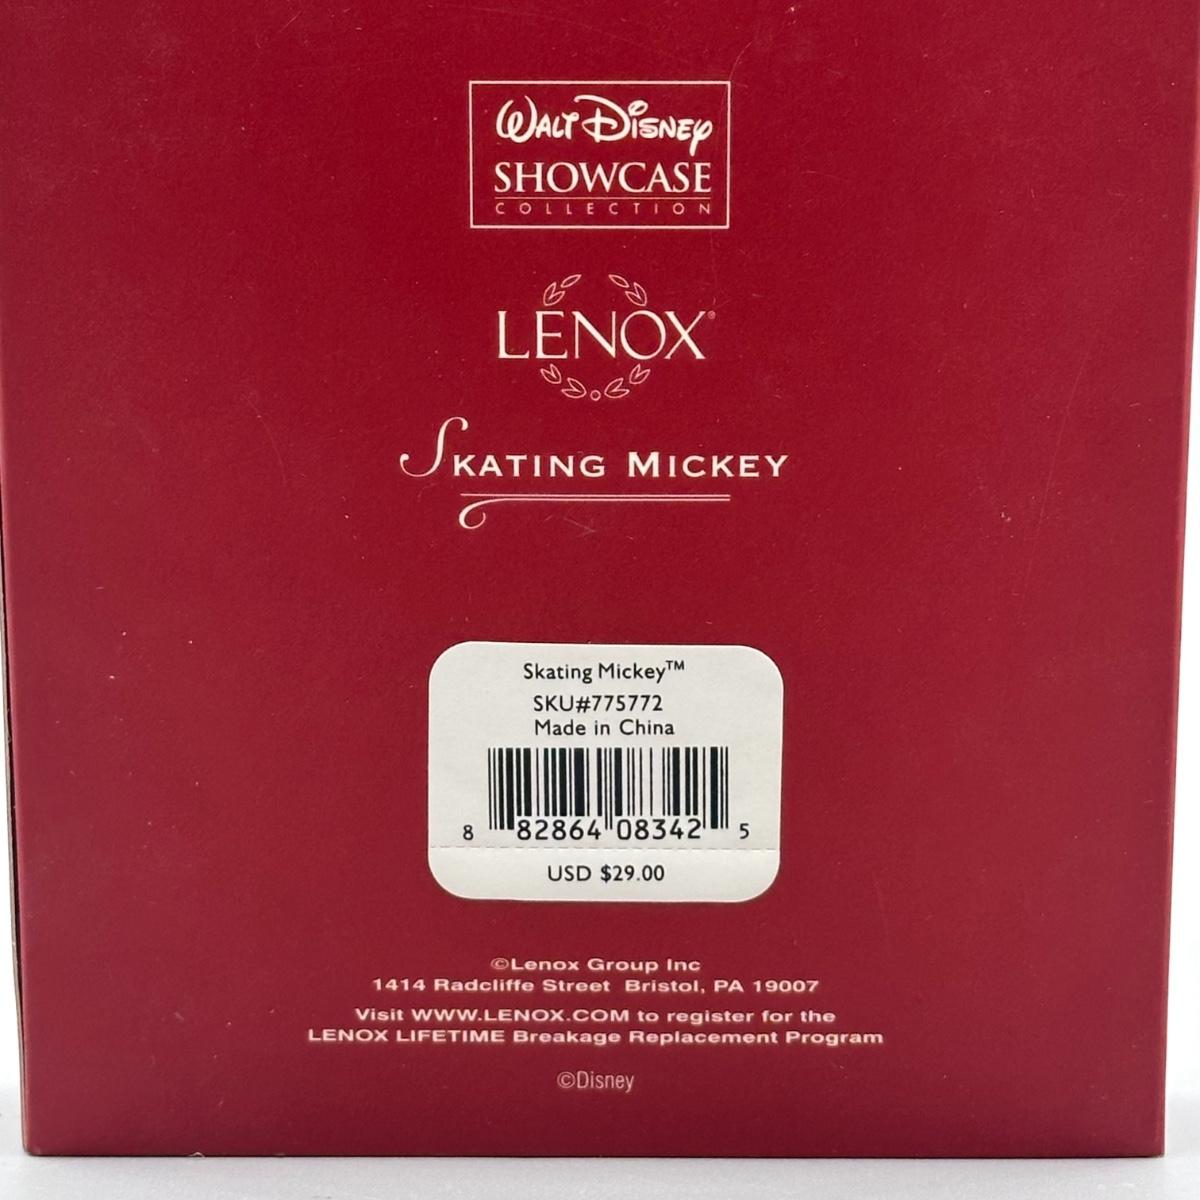 WALT DISNEY
SHOWCASE
COLLECTION
LENOX®
SKATING MICKEY
Skating Mickey™
SKU#775772
Made in China
8 82864 08342 5
USD $29.00
©Lenox Group Inc
1414 Radcliffe Street Bristol, PA 19007
Visit WWW.LENOX.COM to register for the
LENOX LIFETIME Breakage Replacement Program
©Disney